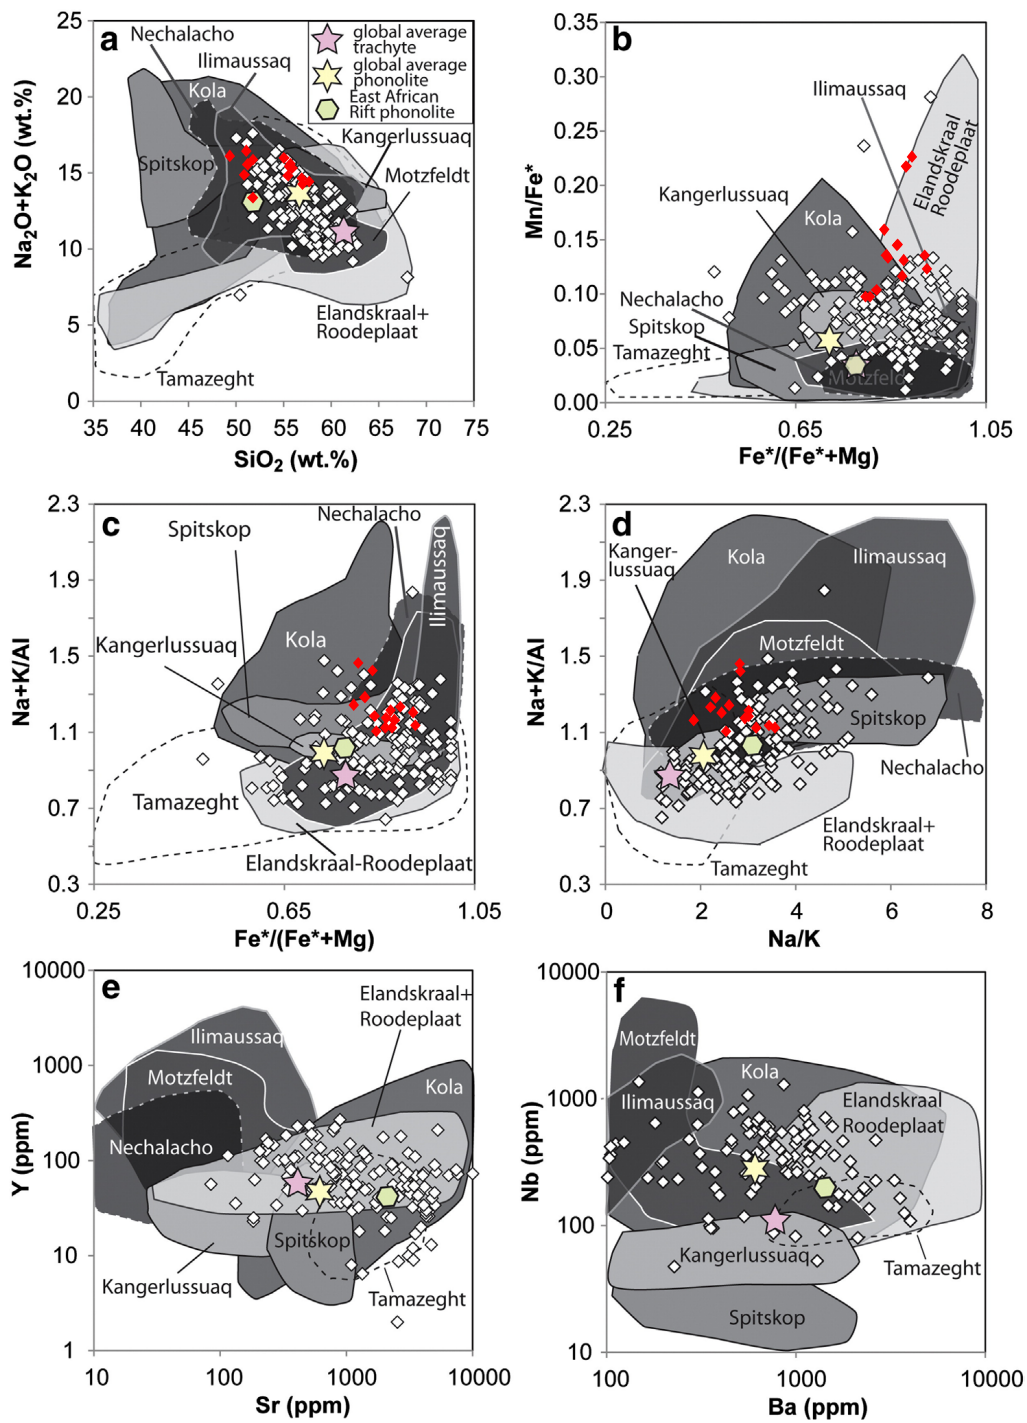 a
Nechalacho
Ilimaussaq
Kola
Spitskop
Kangerlussuaq
Motzfeldt
Elandskraal+
Roodeplaat
Tamazeght
global average
trachyte
global average
phonolite
East African
Rift phonolite
25
20
15
10
5
0
35 40 45 50 55 60 65 70 75
Na2O+K2O (wt.%)
SiO2 (wt.%)
b
Ilimaussaq
Elandskraal
Roodeplaat
Kangerlussuaq
Kola
Nechalacho
Spitskop
Tamazeght
Motzfeld
0.35
0.30
0.25
0.20
0.15
0.10
0.05
0.00
0.25 0.65 1.05
Mn/Fe*
Fe*/(Fe*+Mg)
c
Nechalacho
Spitskop
Ilimaussaq
Kola
Kangerlussuaq
Tamazeght
Elandskraal-Roodeplaat
2.3
1.9
1.5
1.1
0.7
0.3
0.25 0.65 1.05
Na+K/Al
Fe*/(Fe*+Mg)
d
Kanger-
lussuaq
Kola
Ilimaussaq
Motzfeldt
Spitskop
Nechalacho
Elandskraal+
Roodeplaat
Tamazeght
2.3
1.9
1.5
1.1
0.7
0.3
0 2 4 6 8
Na+K/Al
Na/K
e
Elandskraal+
Roodeplaat
Ilimaussaq
Motzfeldt
Kola
Nechalacho
Spitskop
Kangerlussuaq
Tamazeght
10000
1000
100
10
1
10 100 1000 10000
Y (ppm)
Sr (ppm)
f
Motzfeldt
Kola
Ilimaussaq
Elandskraal
Roodeplaat
Kangerlussuaq
Tamazeght
Spitskop
10000
1000
100
10
100 1000 10000
Nb (ppm)
Ba (ppm)